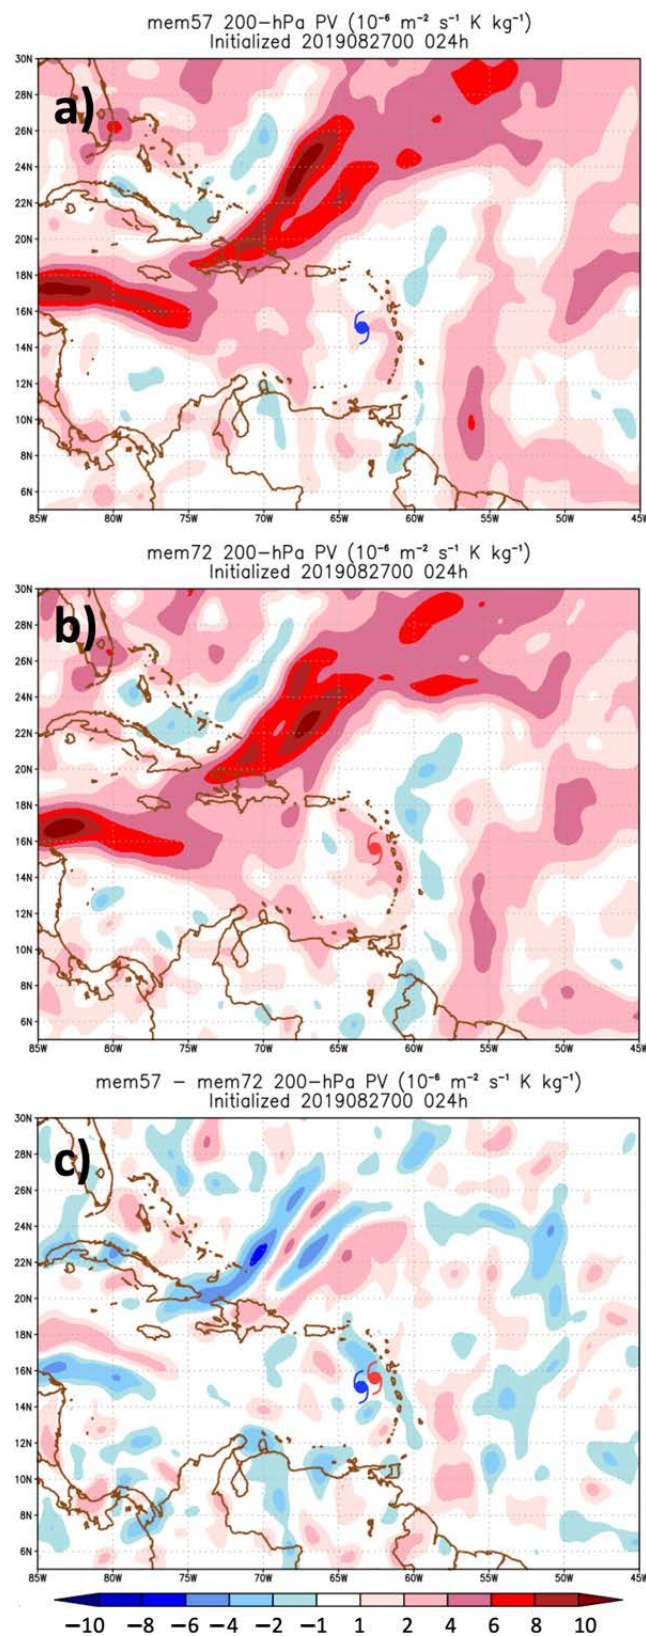 mem57 200−hPa PV (10⁻⁶ m⁻² s⁻¹ K kg⁻¹)
Initialized 2019082700 024h
a)
30N
28N
26N
24N
22N
20N
18N
16N
14N
12N
10N
8N
6N
85W 80W 75W 70W 65W 60W 55W 50W 45W
mem72 200−hPa PV (10⁻⁶ m⁻² s⁻¹ K kg⁻¹)
Initialized 2019082700 024h
b)
30N
28N
26N
24N
22N
20N
18N
16N
14N
12N
10N
8N
6N
85W 80W 75W 70W 65W 60W 55W 50W 45W
mem57 − mem72 200−hPa PV (10⁻⁶ m⁻² s⁻¹ K kg⁻¹)
Initialized 2019082700 024h
c)
30N
28N
26N
24N
22N
20N
18N
16N
14N
12N
10N
8N
6N
85W 80W 75W 70W 65W 60W 55W 50W 45W
−10 −8 −6 −4 −2 −1 1 2 4 6 8 10